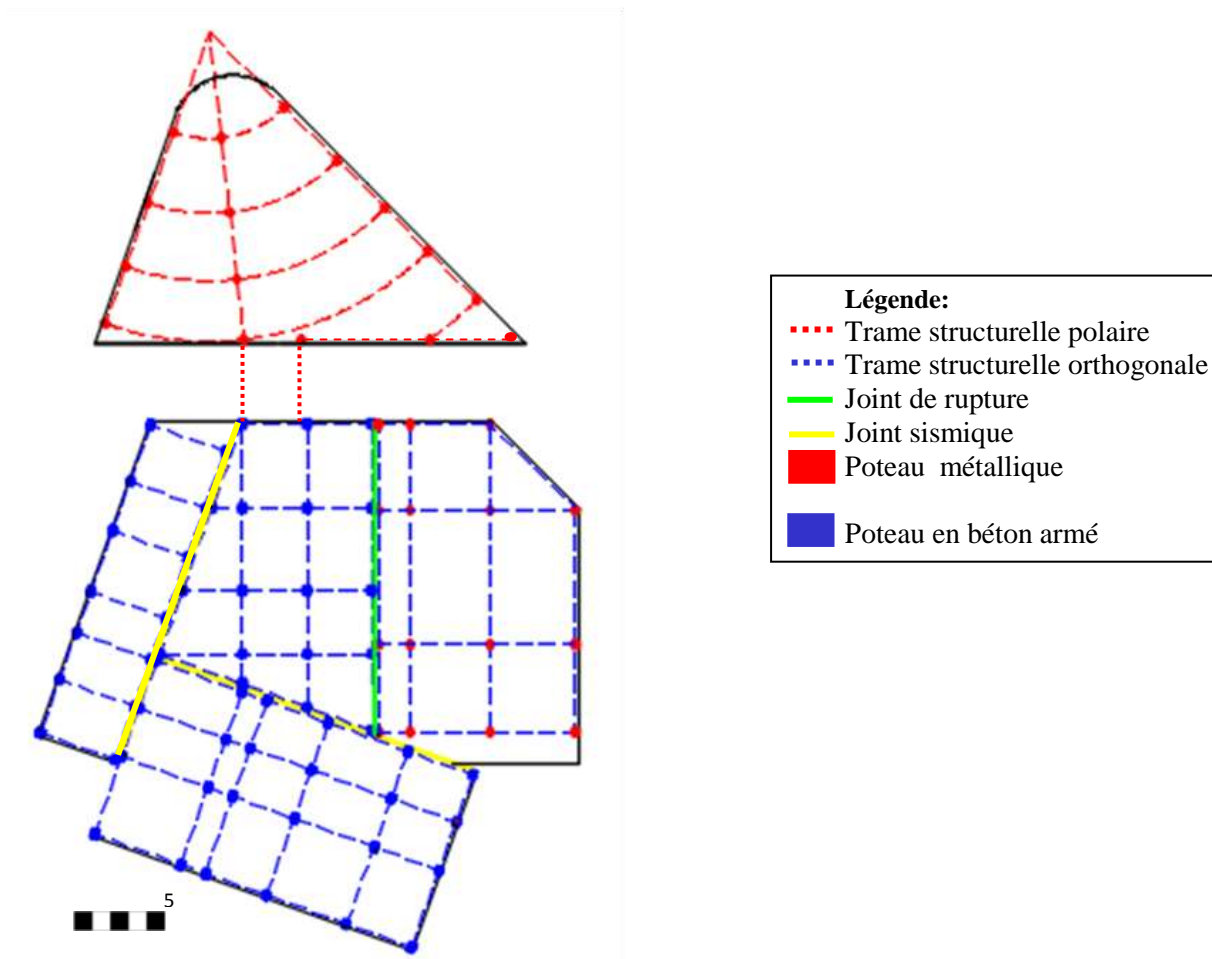 Légende:
Trame structurelle polaire
Trame structurelle orthogonale
Joint de rupture
Joint sismique
Poteau métallique
Poteau en béton armé
5